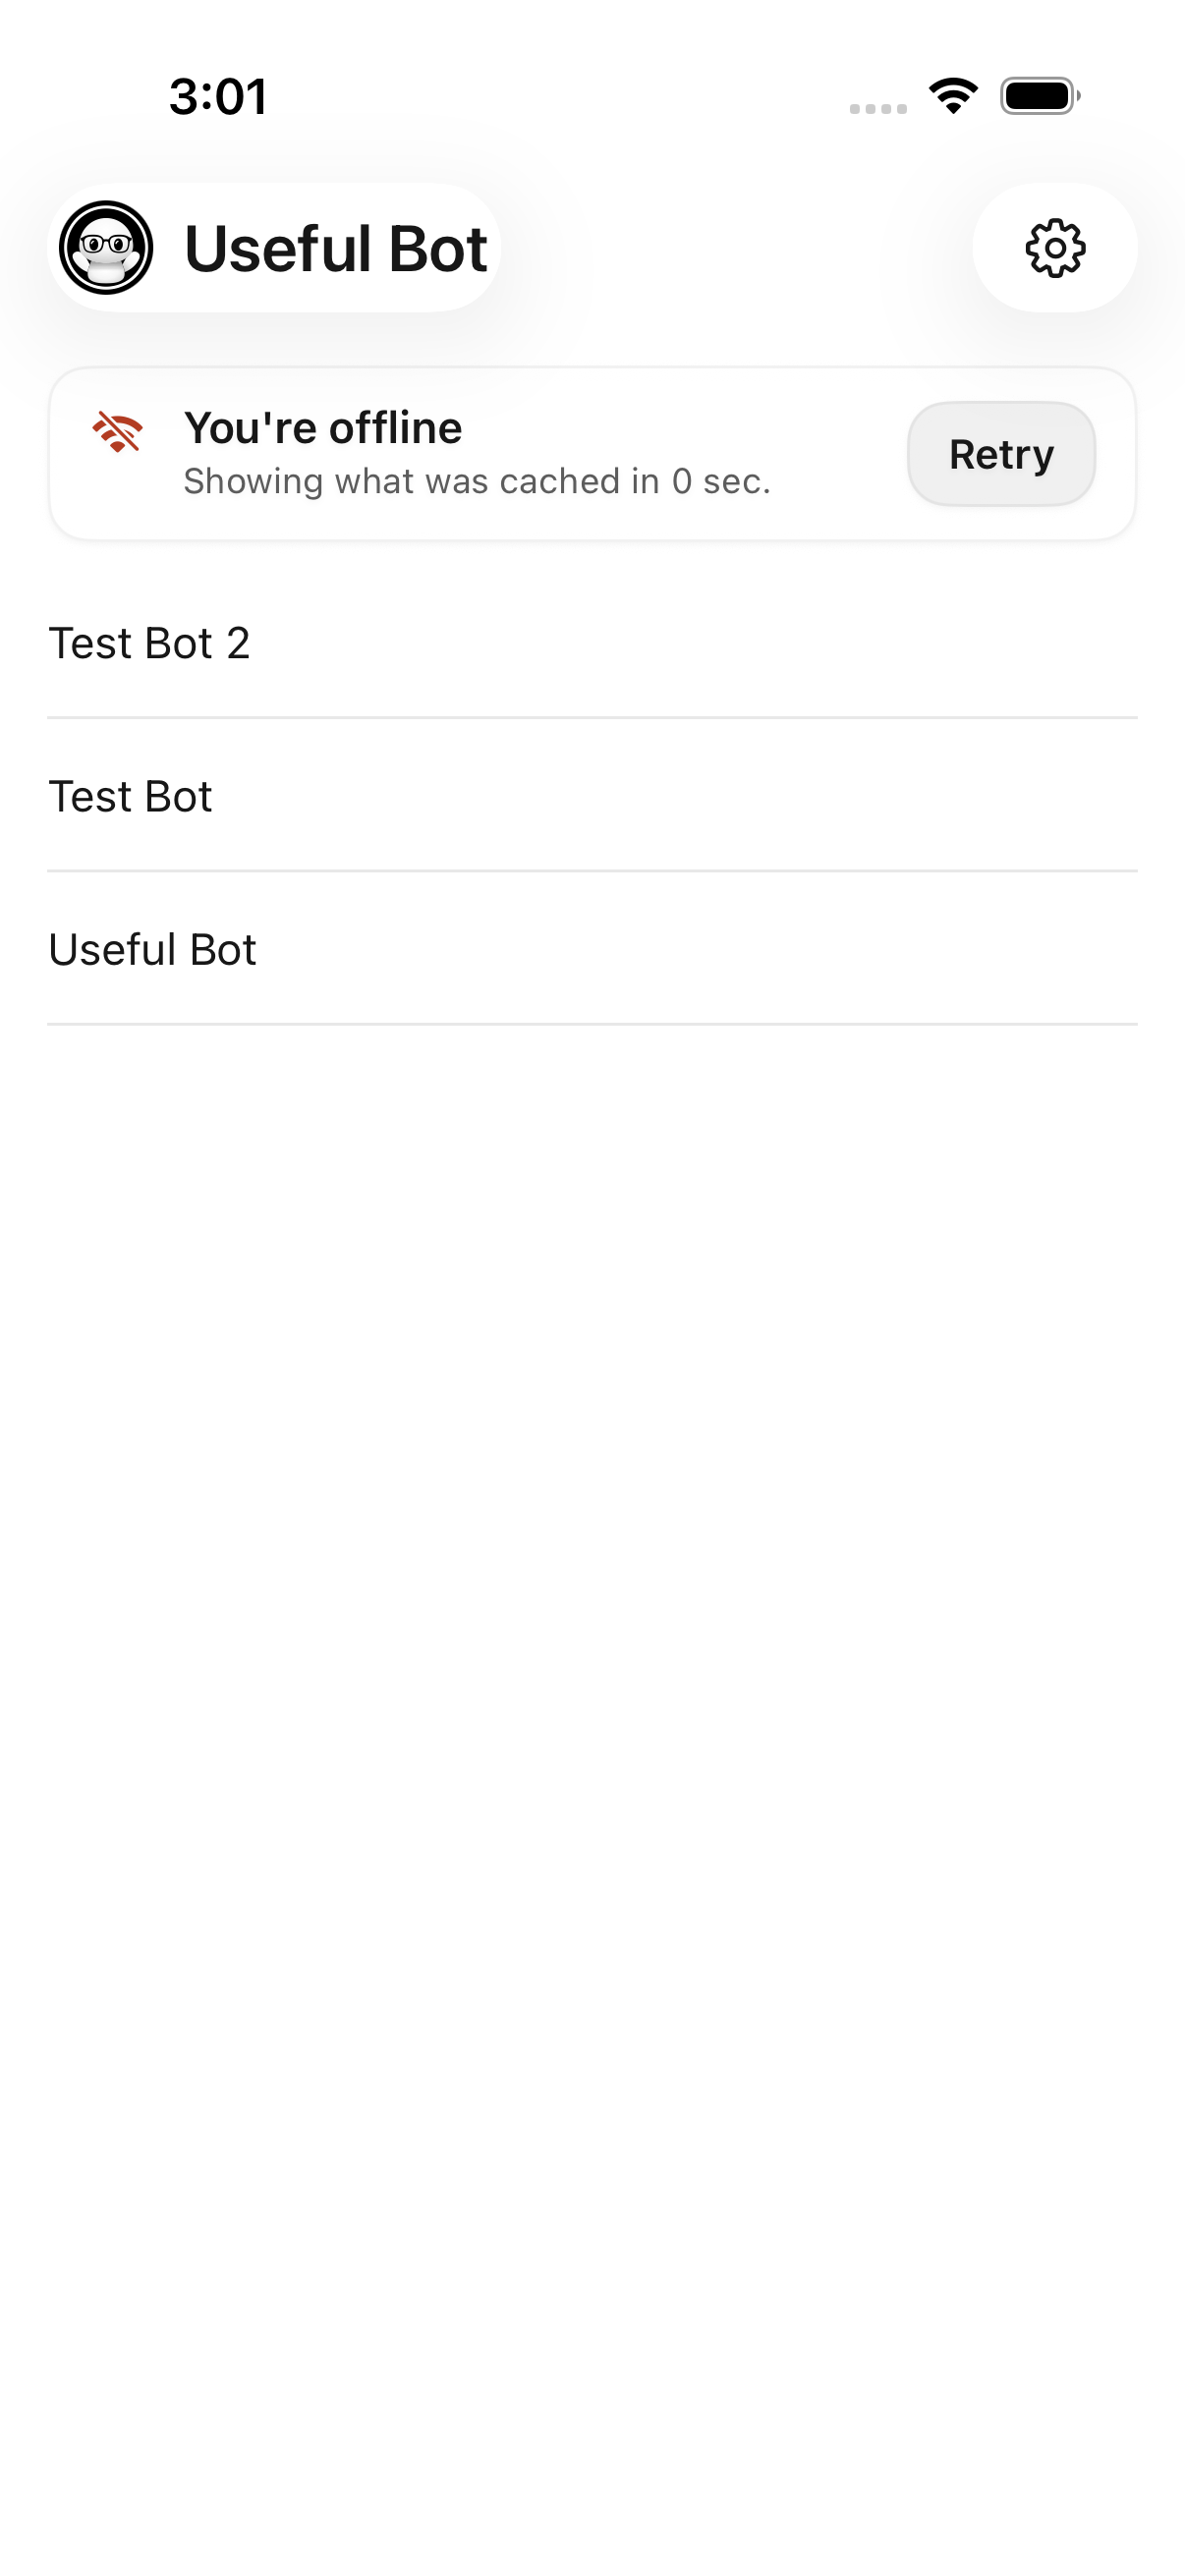 3:01
Useful Bot
You're offline
Showing what was cached in 0 sec.
Retry
Test Bot 2
Test Bot
Useful Bot